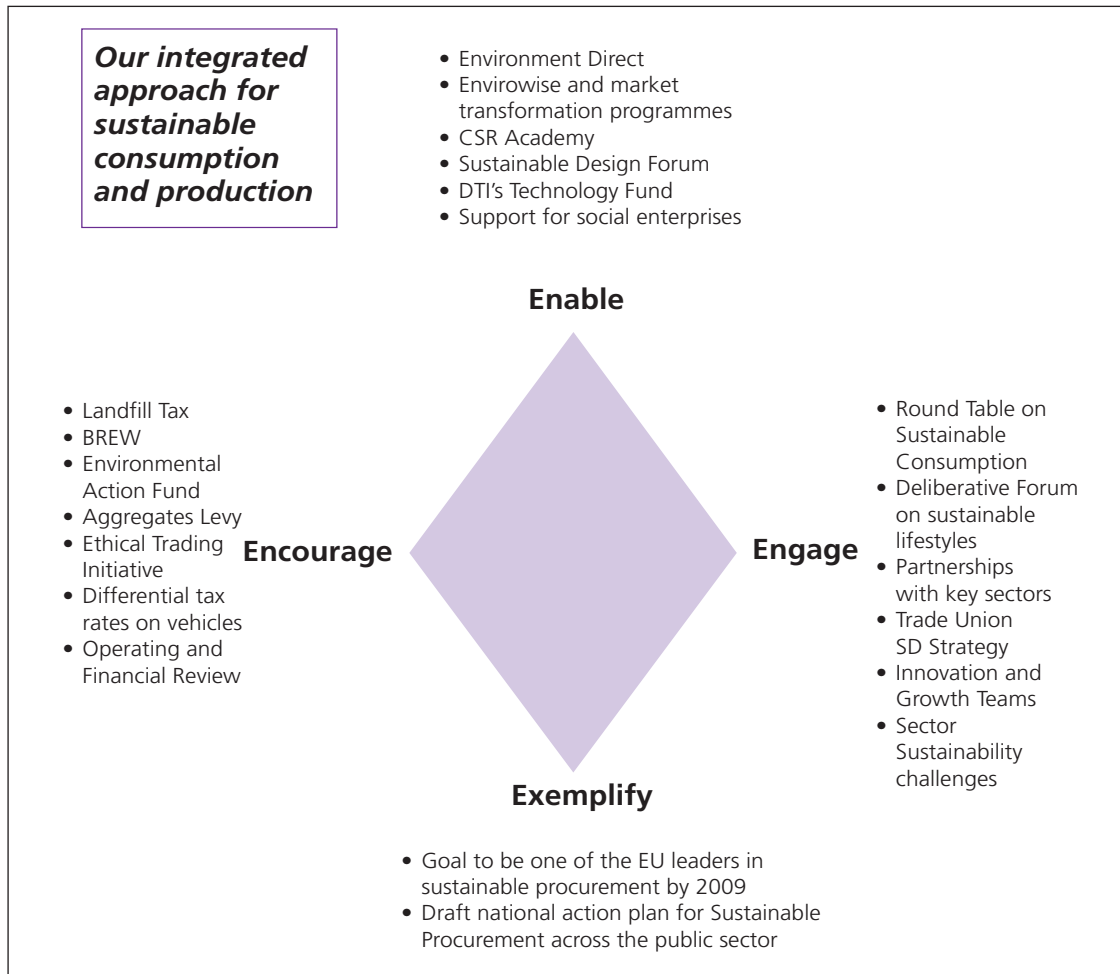 Our integrated
approach for
sustainable
consumption
and production
• Environment Direct
• Envirowise and market
transformation programmes
• CSR Academy
• Sustainable Design Forum
• DTI's Technology Fund
• Support for social enterprises
Enable
• Landfill Tax
• BREW
• Environmental
Action Fund
• Aggregates Levy
• Ethical Trading
Initiative
• Differential tax
rates on vehicles
• Operating and
Financial Review
Encourage
Engage
• Round Table on
Sustainable
Consumption
• Deliberative Forum
on sustainable
lifestyles
• Partnerships
with key sectors
• Trade Union
SD Strategy
• Innovation and
Growth Teams
• Sector
Sustainability
challenges
Exemplify
• Goal to be one of the EU leaders in
sustainable procurement by 2009
• Draft national action plan for Sustainable
Procurement across the public sector